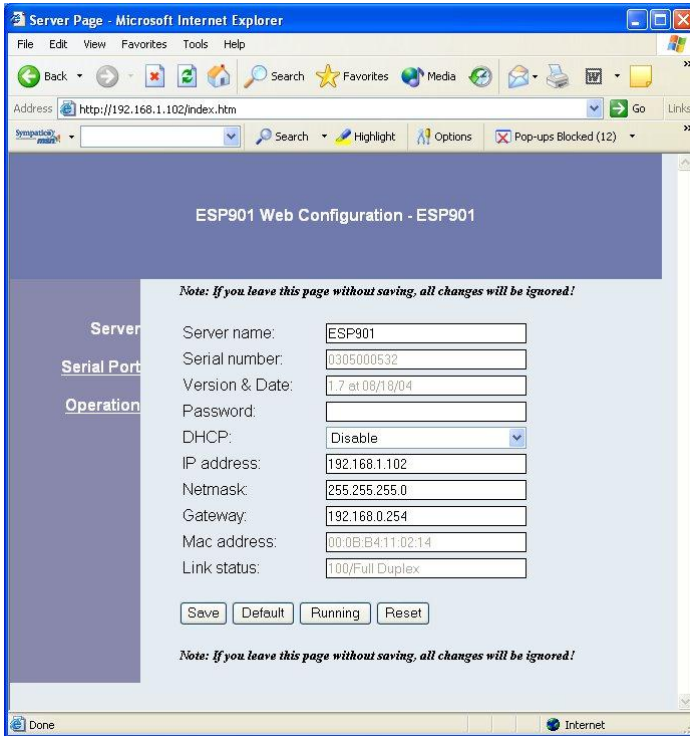 Server Page - Microsoft Internet Explorer
File Edit View Favorites Tools Help
Back Search Favorites Media
Address http://192.168.1.102/index.htm Go Links
Sympatico msn Search Highlight Options Pop-ups Blocked (12)
ESP901 Web Configuration - ESP901
Note: If you leave this page without saving, all changes will be ignored!
Server
Serial Port
Operation
Server name: ESP901
Serial number: 0305000532
Version & Date: 1.7 at 08/18/04
Password:
DHCP: Disable
IP address: 192.168.1.102
Netmask: 255.255.255.0
Gateway: 192.168.0.254
Mac address: 00:0B:B4:11:02:14
Link status: 100/Full Duplex
Save Default Running Reset
Note: If you leave this page without saving, all changes will be ignored!
Done Internet